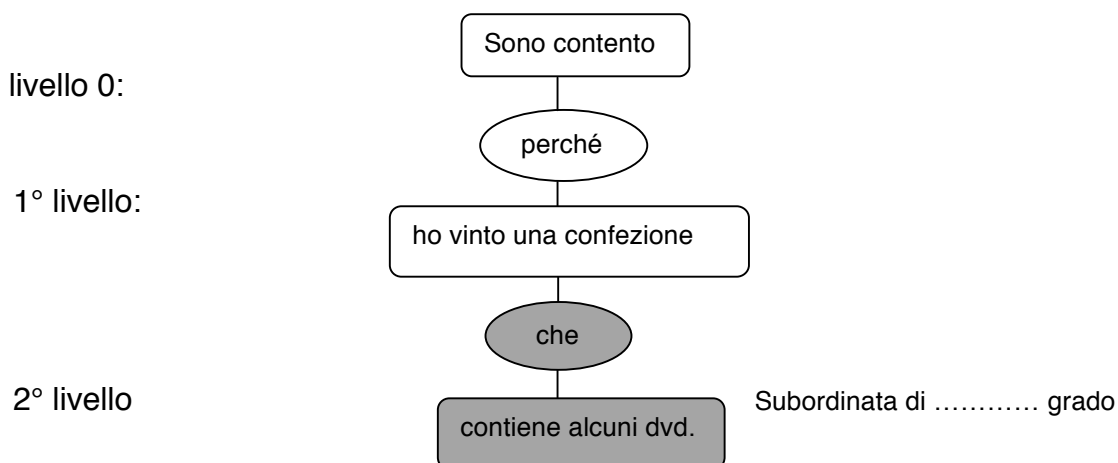 Sono contento
livello 0:
perché
1° livello:
ho vinto una confezione
che
2° livello
contiene alcuni dvd.
Subordinata di ………… grado